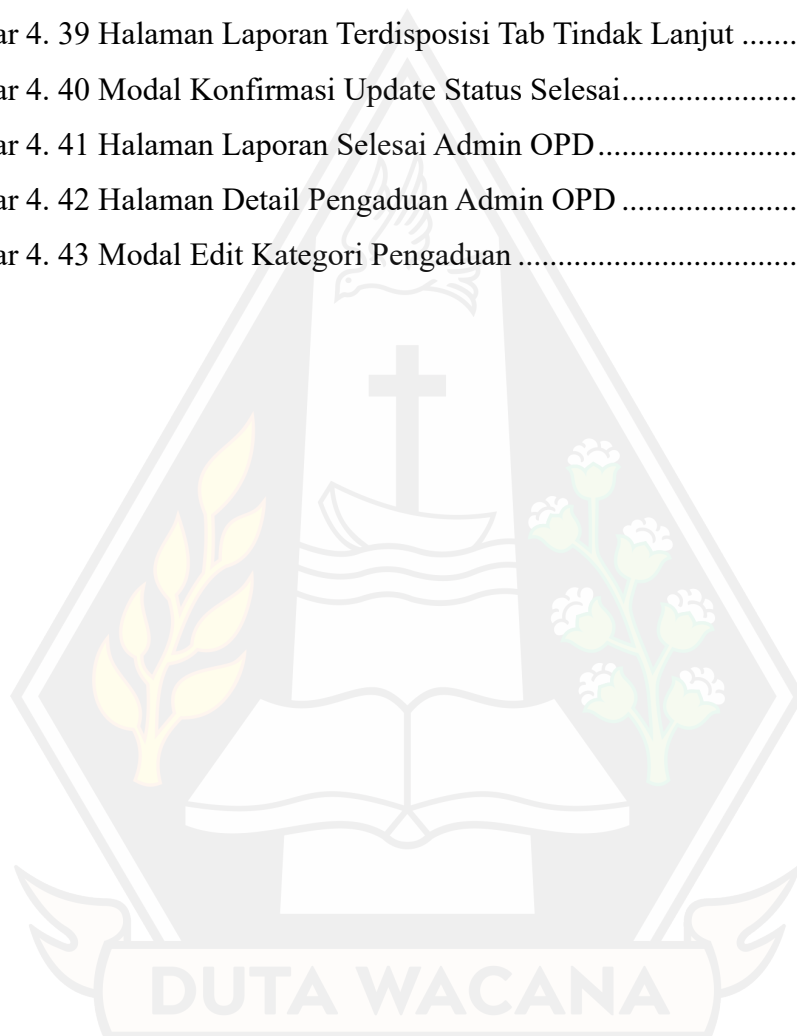 ar 4. 39 Halaman Laporan Terdisposisi Tab Tindak Lanjut .......
ar 4. 40 Modal Konfirmasi Update Status Selesai......................
ar 4. 41 Halaman Laporan Selesai Admin OPD.........................
ar 4. 42 Halaman Detail Pengaduan Admin OPD ......................
ar 4. 43 Modal Edit Kategori Pengaduan ...................................
DUTA WACANA